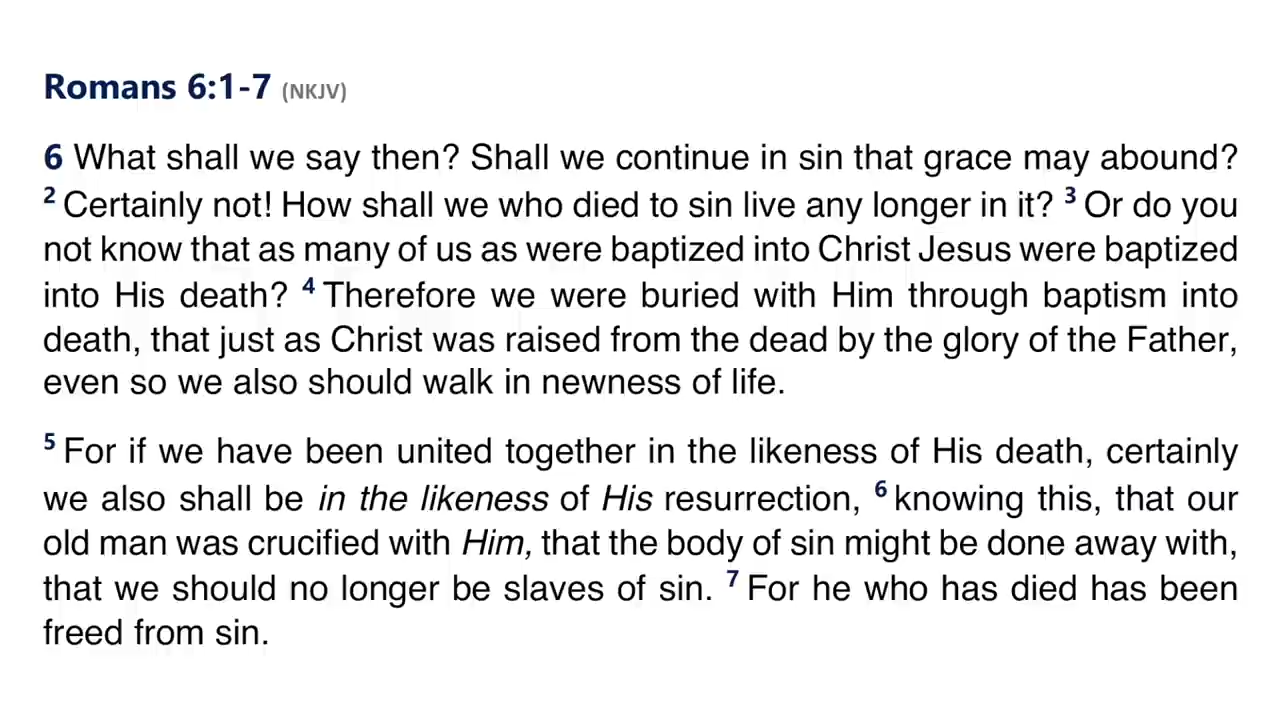 Romans 6:1-7 (NKJV)
6 What shall we say then? Shall we continue in sin that grace may abound?
2 Certainly not! How shall we who died to sin live any longer in it? 3 Or do you
not know that as many of us as were baptized into Christ Jesus were baptized
into His death? 4 Therefore we were buried with Him through baptism into
death, that just as Christ was raised from the dead by the glory of the Father,
even so we also should walk in newness of life.
5 For if we have been united together in the likeness of His death, certainly
we also shall be in the likeness of His resurrection, 6 knowing this, that our
old man was crucified with Him, that the body of sin might be done away with,
that we should no longer be slaves of sin. 7 For he who has died has been
freed from sin.